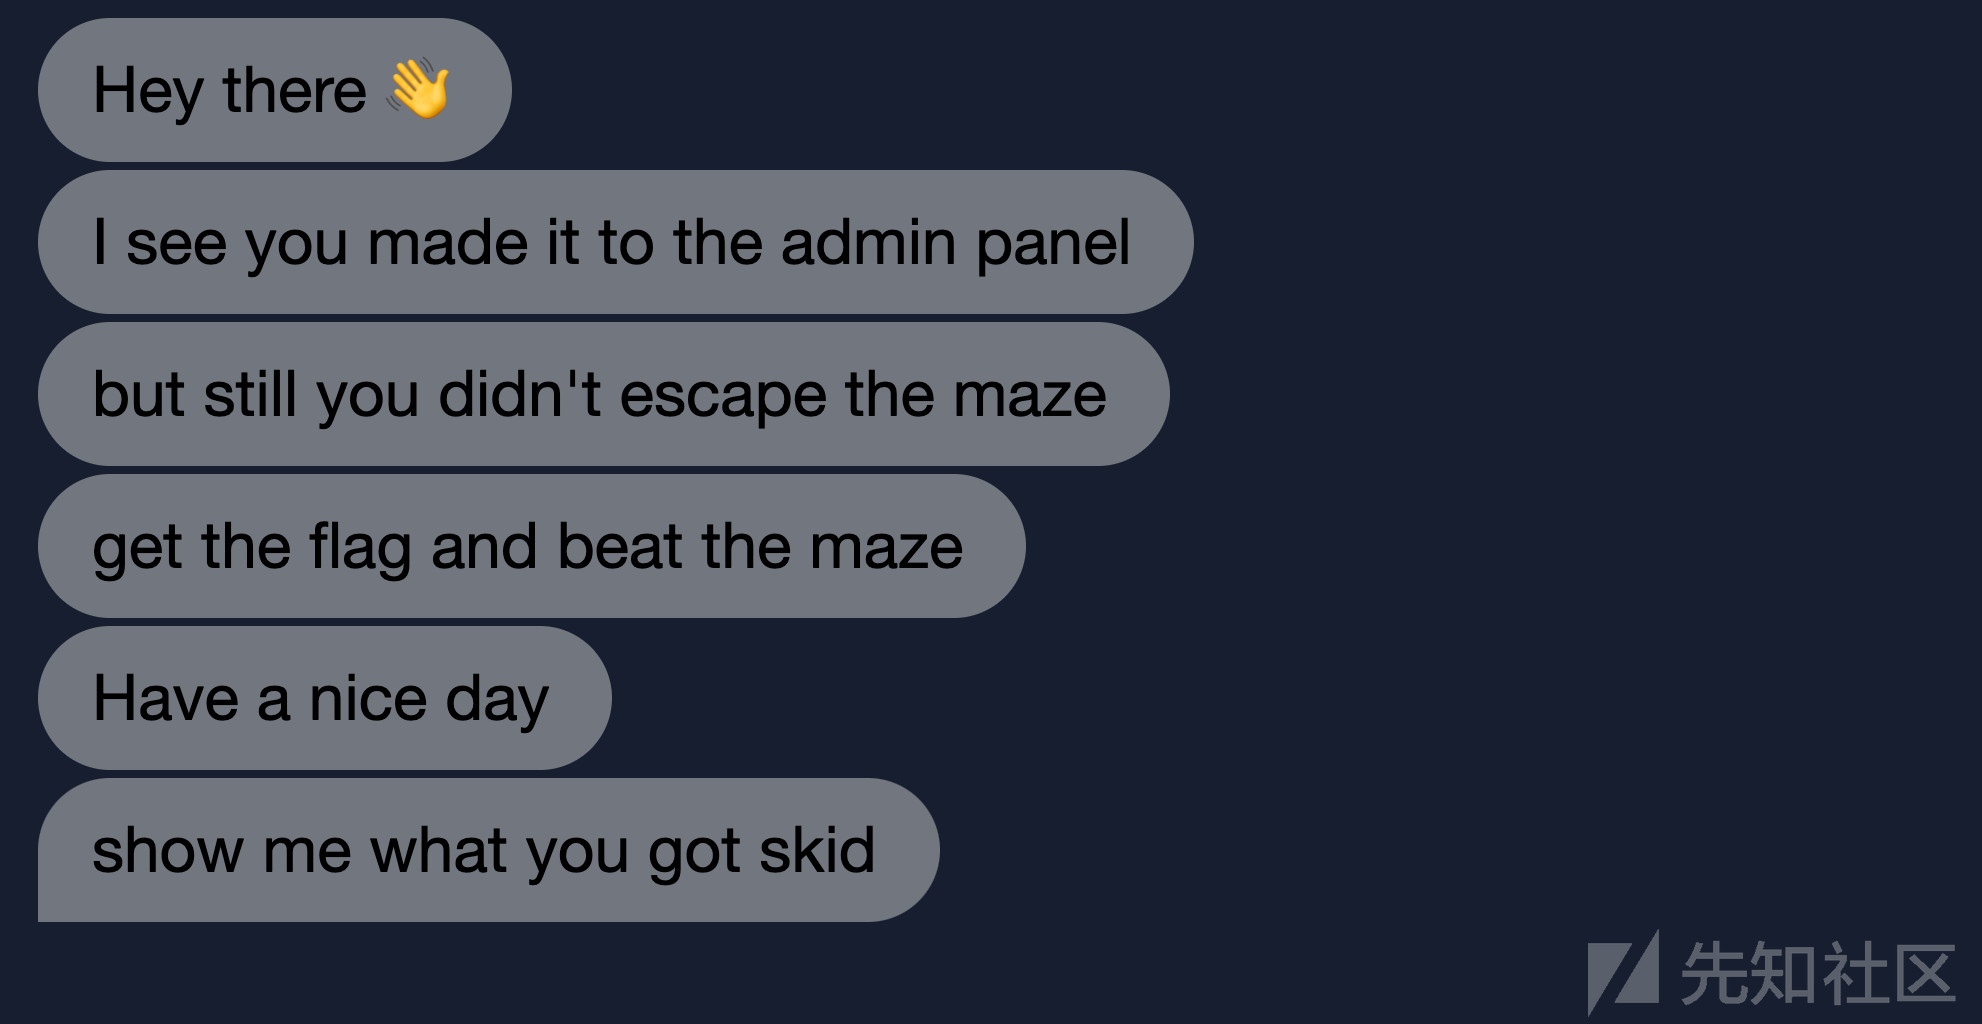 Hey there 👋
I see you made it to the admin panel
but still you didn't escape the maze
get the flag and beat the maze
Have a nice day
show me what you got skid
先知社区